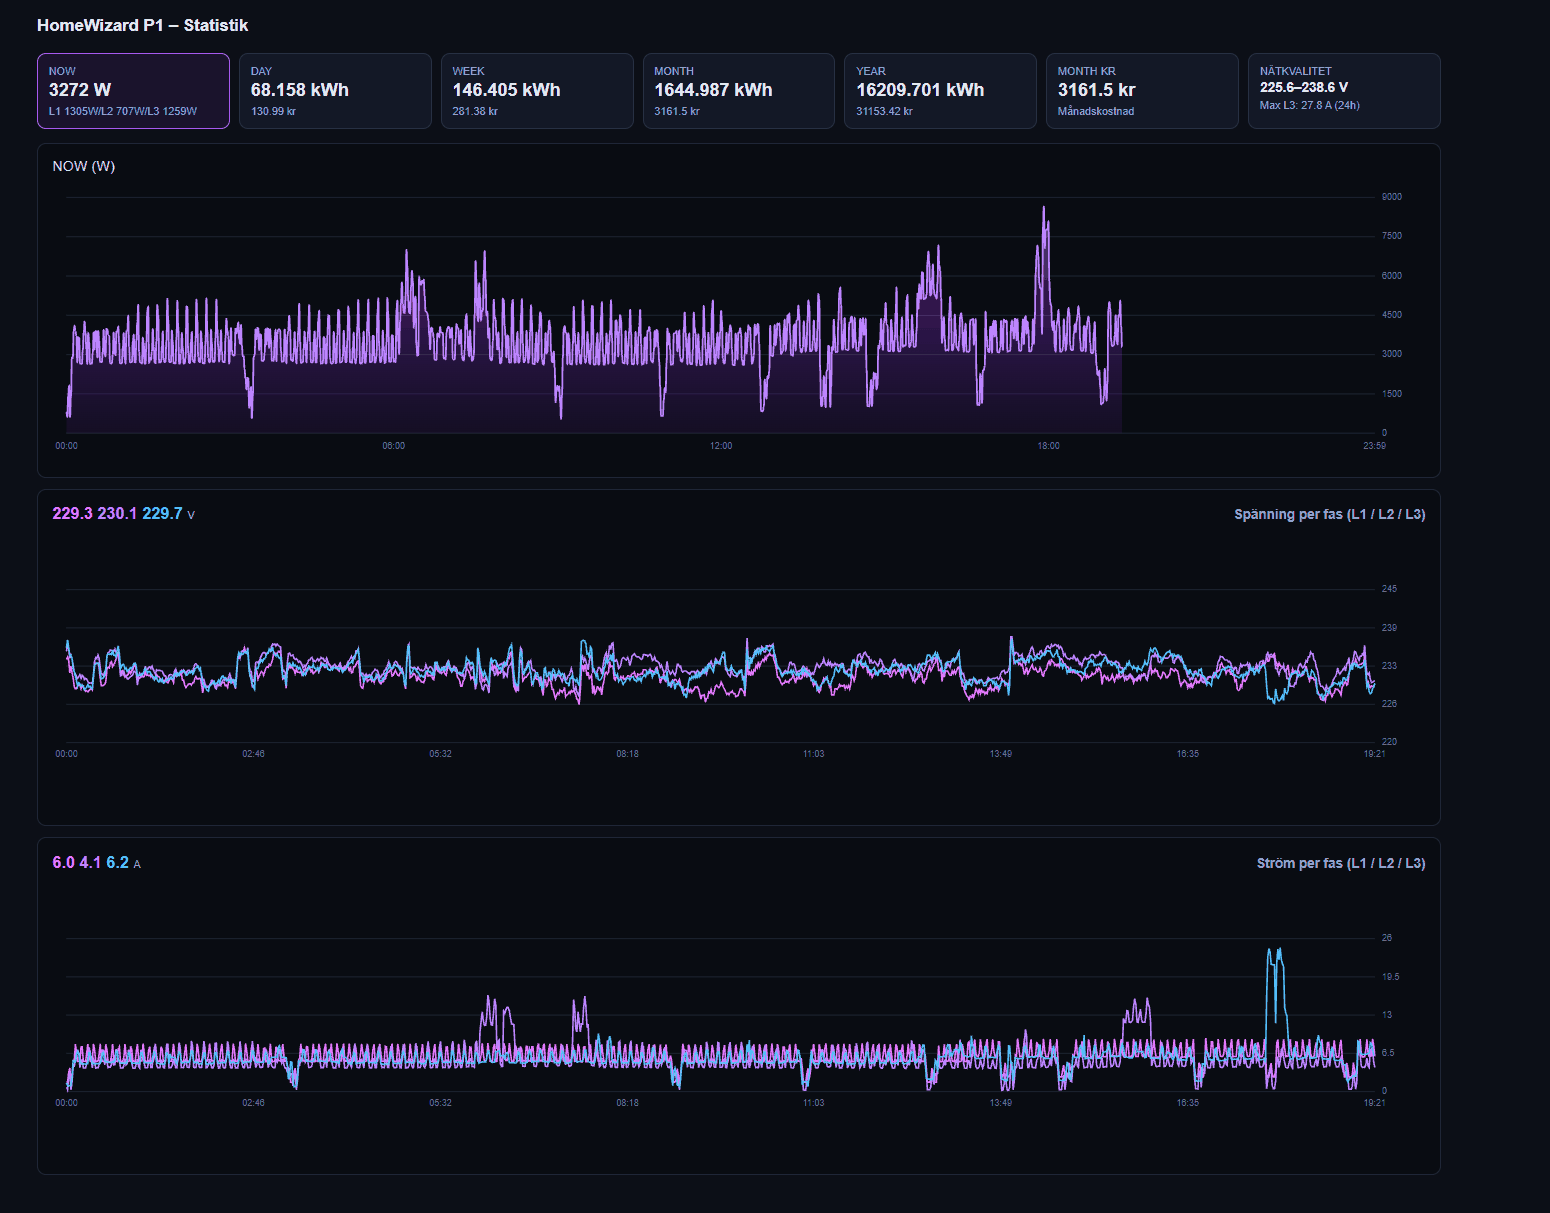 HomeWizard P1 – Statistik
NOW
3272 W
L1 1305W/L2 707W/L3 1259W
DAY
68.158 kWh
130.99 kr
WEEK
146.405 kWh
281.38 kr
MONTH
1644.987 kWh
3161.5 kr
YEAR
16209.701 kWh
31153.42 kr
MONTH KR
3161.5 kr
Månadskostnad
NÄTKVALITET
225.6–238.6 V
Max L3: 27.8 A (24h)
NOW (W)
9000
7500
6000
4500
3000
1500
0
00:00 06:00 12:00 18:00 23:59
229.3 230.1 229.7 V
Spänning per fas (L1 / L2 / L3)
245
239
233
226
220
00:00 02:46 05:32 08:18 11:03 13:49 16:35 19:21
6.0 4.1 6.2 A
Ström per fas (L1 / L2 / L3)
26
19.5
13
6.5
0
00:00 02:46 05:32 08:18 11:03 13:49 16:35 19:21